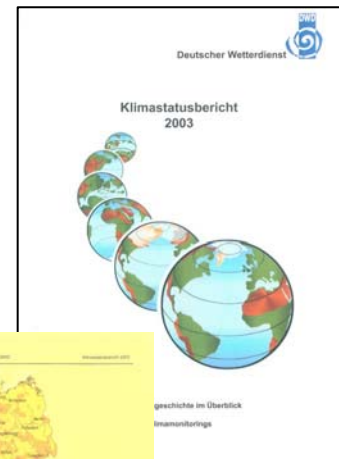 DWD
Deutscher Wetterdienst
Klimastatusbericht
2003
geschichte im Überblick
limamonitorings